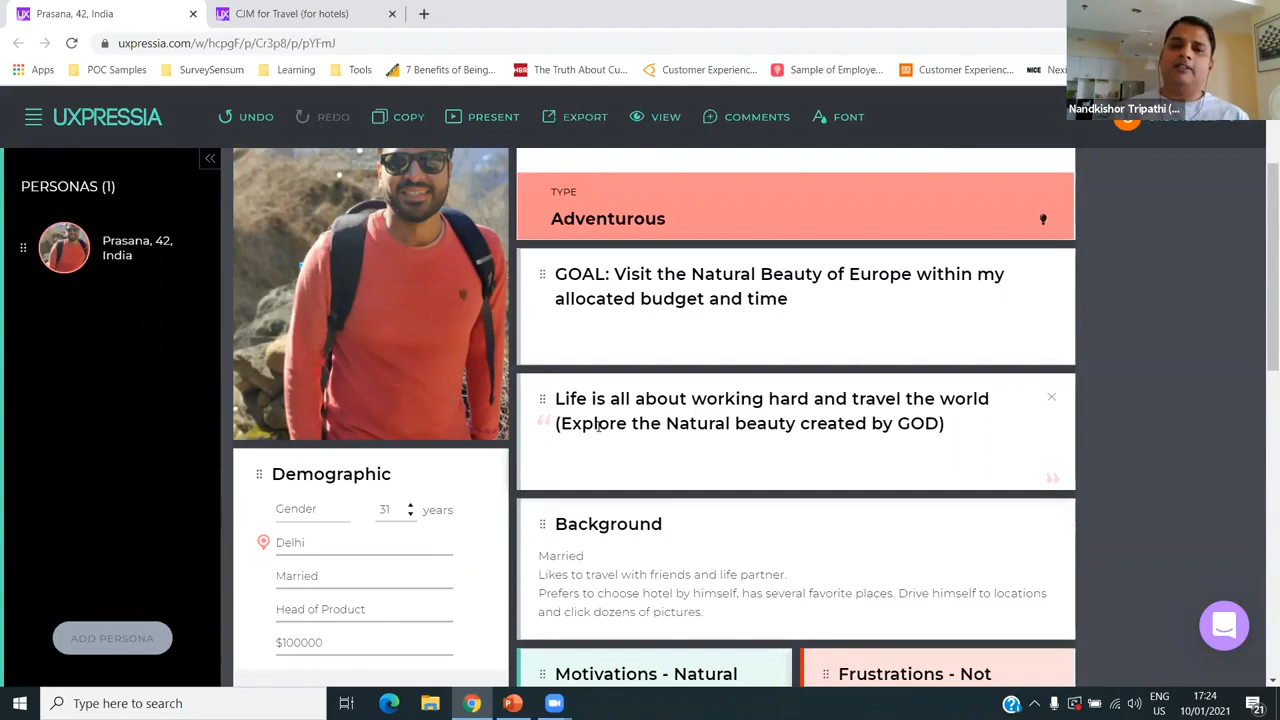 Prasana, 42, India
CJM for Travel (for hotels)
uxpressia.com/w/hcpgF/p/Cr3p8/p/pYFmJ
Apps
POC Samples
SurveySensum
Learning
Tools
7 Benefits of Being...
HBR
The Truth About Cu...
Customer Experienc...
Sample of Employe...
Customer Experienc...
NICE
Nexi
Nandkishor Tripathi (...
UXPRESSIA
UNDO
REDO
COPY
PRESENT
EXPORT
VIEW
COMMENTS
FONT
PERSONAS (1)
Prasana, 42,
India
ADD PERSONA
TYPE
Adventurous
GOAL: Visit the Natural Beauty of Europe within my
allocated budget and time
Life is all about working hard and travel the world
(Explore the Natural beauty created by GOD)
Demographic
Gender 31 years
Delhi
Married
Head of Product
$100000
Background
Married
Likes to travel with friends and life partner.
Prefers to choose hotel by himself, has several favorite places. Drive himself to locations
and click dozens of pictures.
Motivations - Natural
Frustrations - Not
Type here to search
ENG
US
17:24
10/01/2021
21